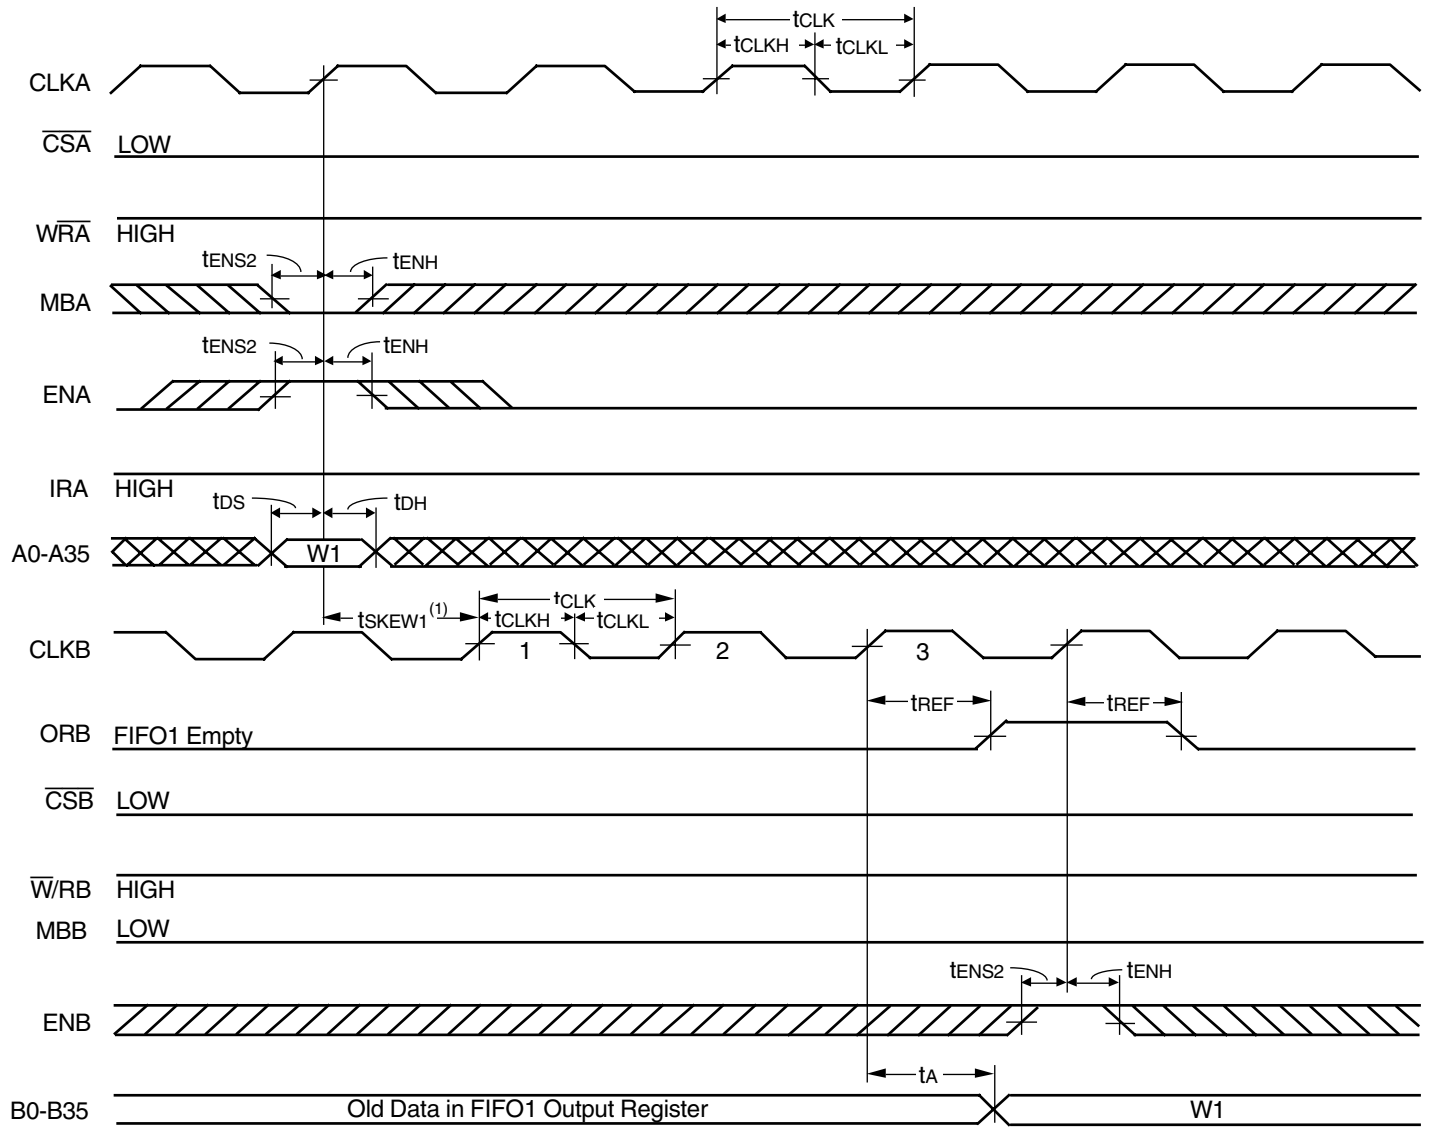 tCLK
tCLKH tCLKL
CLKA
CSA LOW
WRA HIGH
tENS2 tENH
MBA
tENS2 tENH
ENA
IRA HIGH
tDS tDH
A0-A35 W1
tCLK
tSKEW1(1) tCLKH tCLKL
CLKB 1 2 3
tREF tREF
ORB FIFO1 Empty
CSB LOW
W/RB HIGH
MBB LOW
tENS2 tENH
ENB
tA
B0-B35 Old Data in FIFO1 Output Register W1